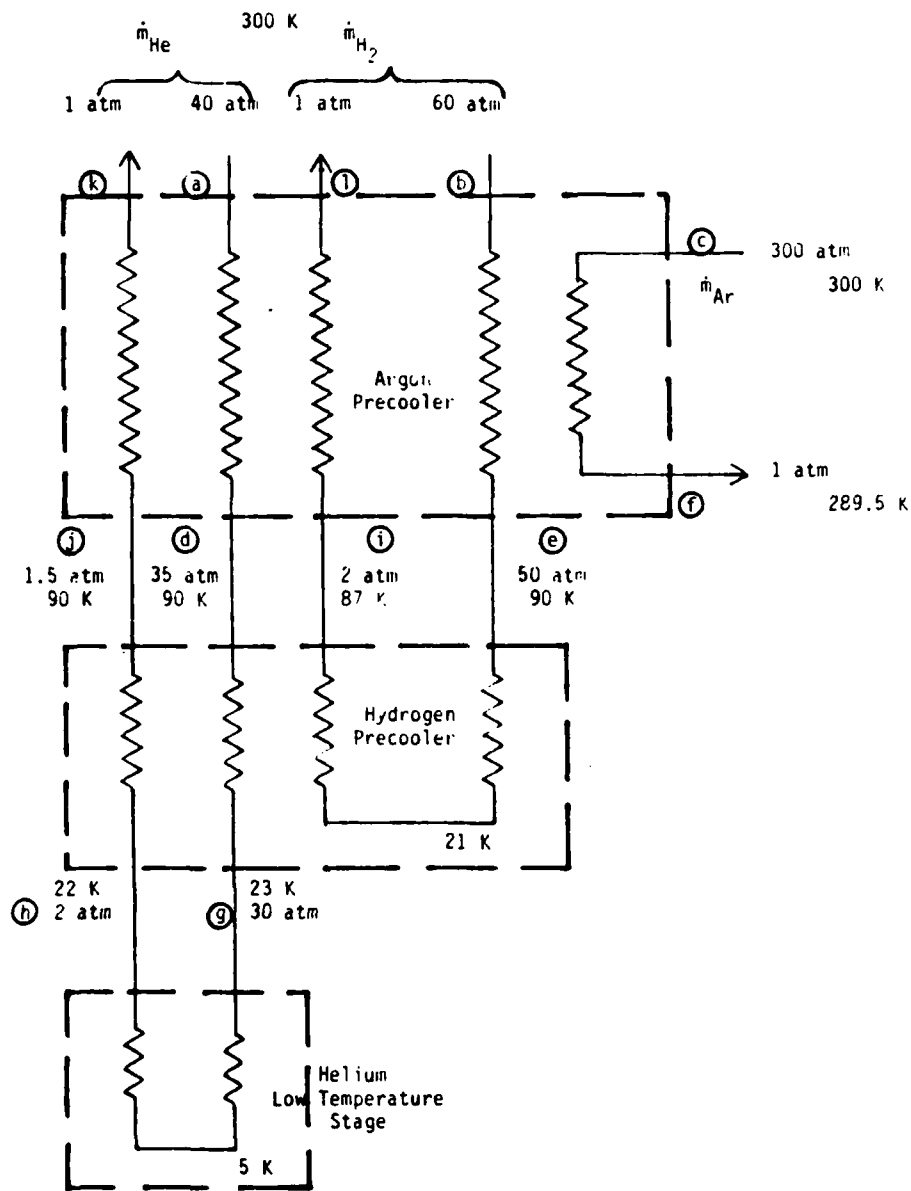 300 K
ṁHe ṁH2
1 atm 40 atm 1 atm 60 atm
k a l b
c 300 atm
ṁAr 300 K
Argon
Precooler
1 atm
f 289.5 K
j d i e
1.5 atm 35 atm 2 atm 50 atm
90 K 90 K 87 K 90 K
Hydrogen
Precooler
21 K
22 K 23 K
h 2 atm g 30 atm
Helium
Low Temperature
Stage
5 K